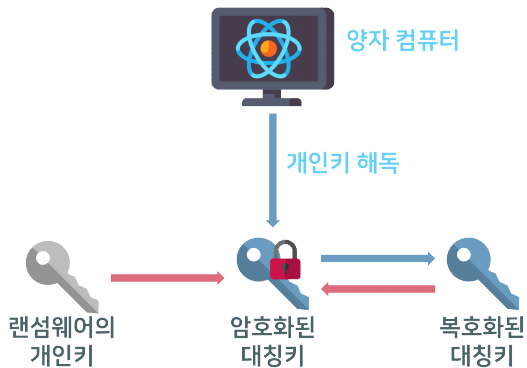 양자 컴퓨터
개인키 해독
랜섬웨어의
개인키
암호화된
대칭키
복호화된
대칭키